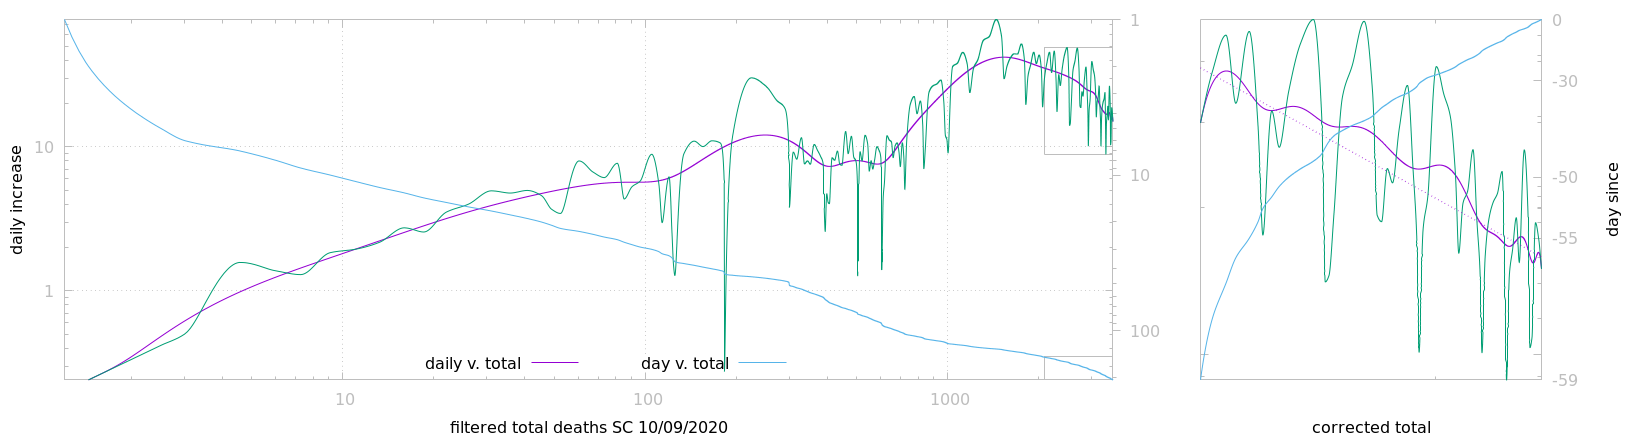 daily increase
10
1
10
100
1000
1
10
100
daily v. total
day v. total
filtered total deaths SC 10/09/2020
0
-30
-50
-55
-59
day since
corrected total